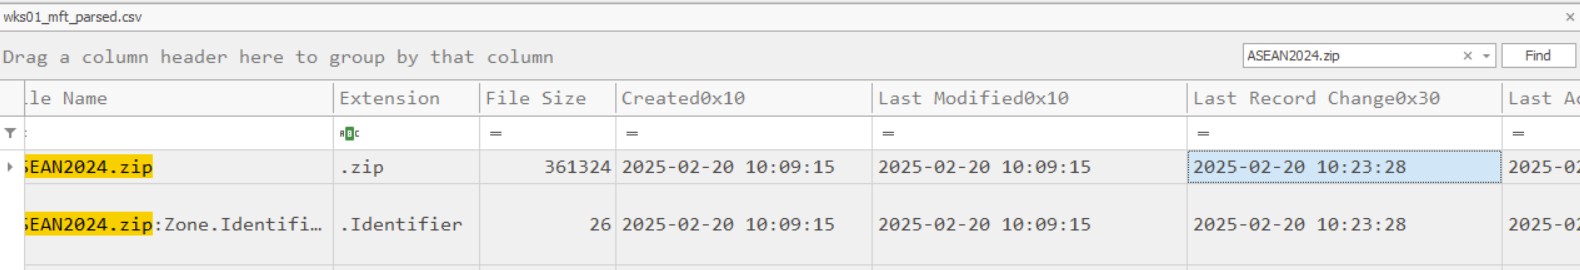 wks01_mft_parsed.csv ×
Drag a column header here to group by that column ASEAN2024.zip × Find
le Name Extension File Size Created0x10 Last Modified0x10 Last Record Change0x30 Last Ac
ABC = = = = =
SEAN2024.zip .zip 361324 2025-02-20 10:09:15 2025-02-20 10:09:15 2025-02-20 10:23:28 2025-02
SEAN2024.zip:Zone.Identifi… .Identifier 26 2025-02-20 10:09:15 2025-02-20 10:09:15 2025-02-20 10:23:28 2025-02